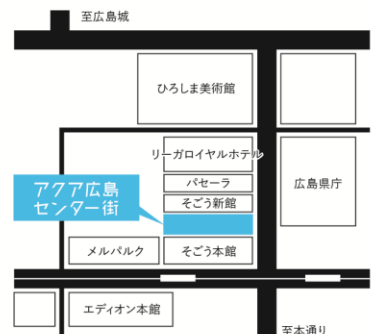 至広島城
ひろしま美術館
リーガロイヤルホテル
パセーラ
広島県庁
アクア広島
センター街
そごう新館
メルパルク
そごう本館
エディオン本館
至本通り